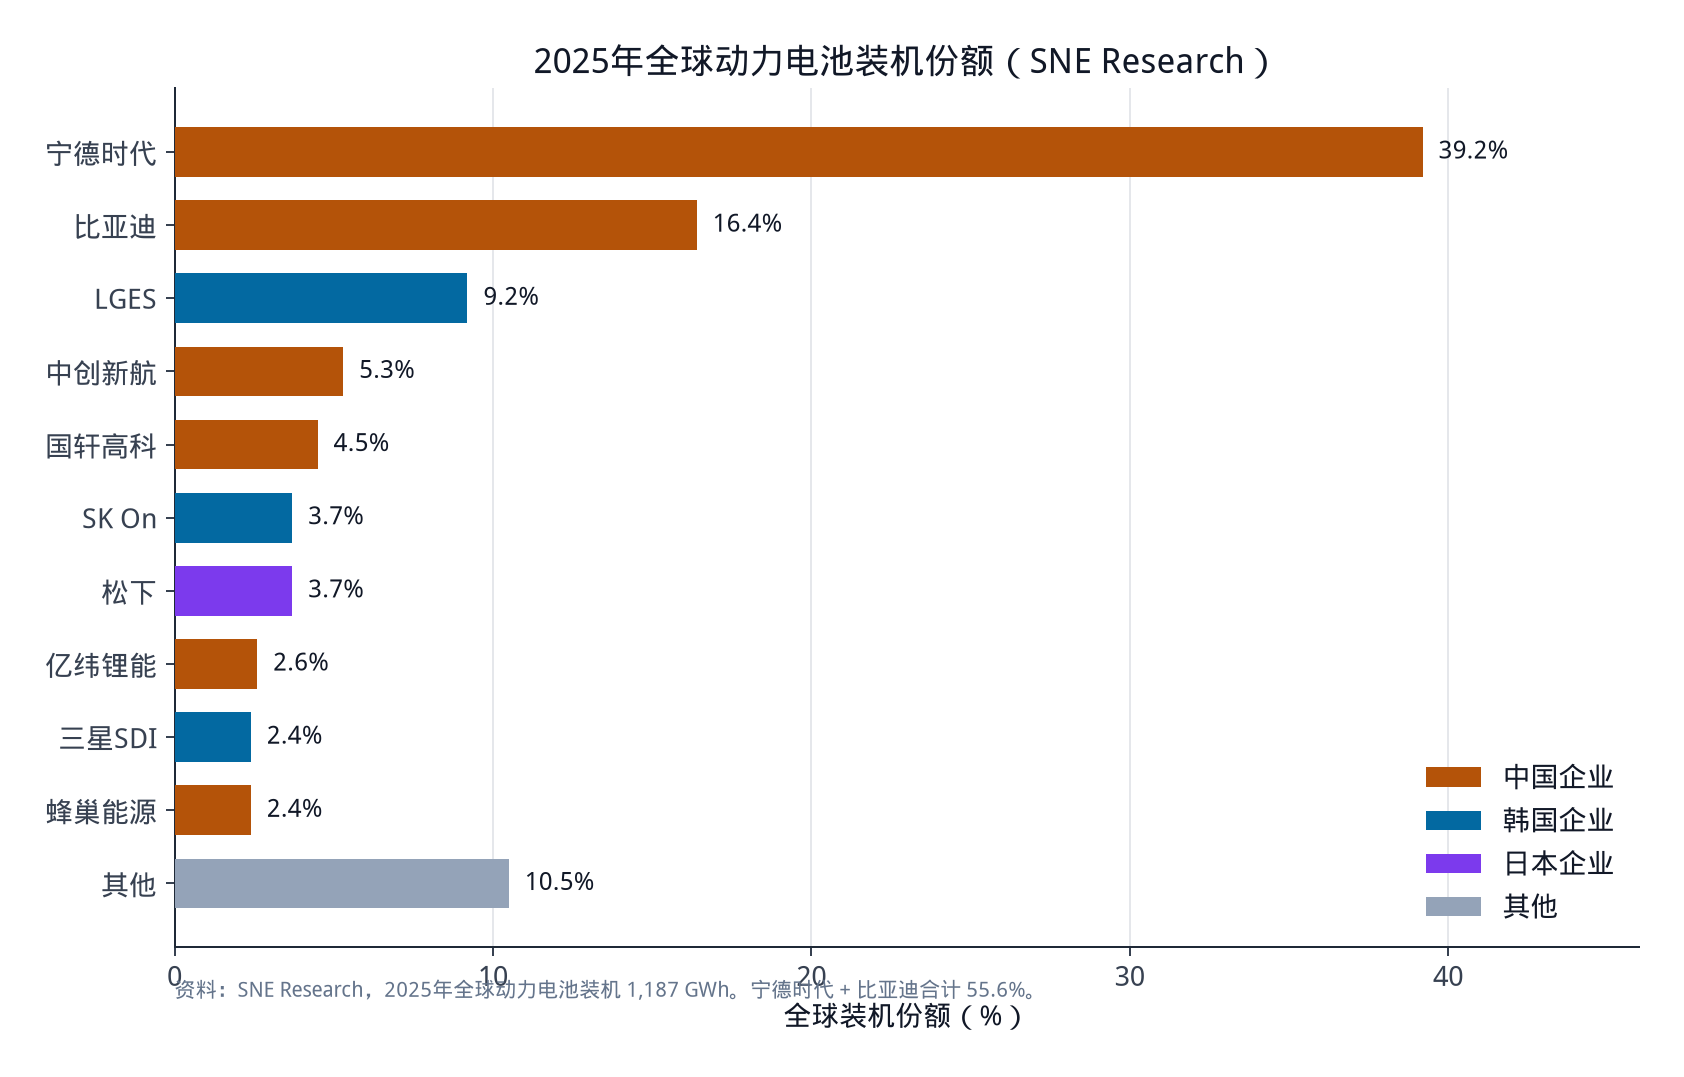 2025年全球动力电池装机份额（SNE Research）
宁德时代 39.2%
比亚迪 16.4%
LGES 9.2%
中创新航 5.3%
国轩高科 4.5%
SK On 3.7%
松下 3.7%
亿纬锂能 2.6%
三星SDI 2.4%
蜂巢能源 2.4%
其他 10.5%
中国企业
韩国企业
日本企业
其他
0 10 20 30 40
资料：SNE Research，2025年全球动力电池装机 1,187 GWh。宁德时代 + 比亚迪合计 55.6%。
全球装机份额（%）